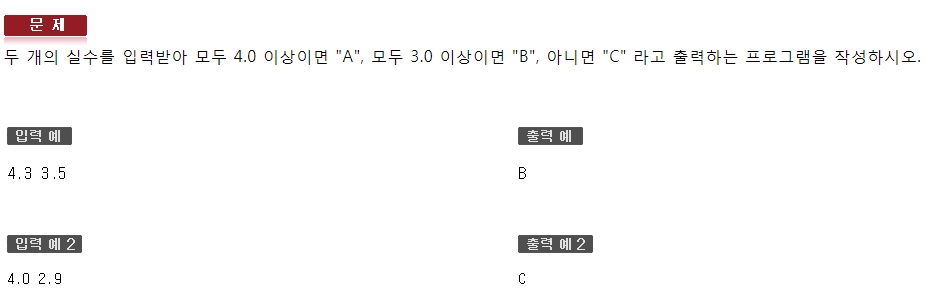 문 제
두 개의 실수를 입력받아 모두 4.0 이상이면 "A", 모두 3.0 이상이면 "B", 아니면 "C" 라고 출력하는 프로그램을 작성하시오.
입력 예
출력 예
4.3 3.5
B
입력 예 2
출력 예 2
4.0 2.9
C